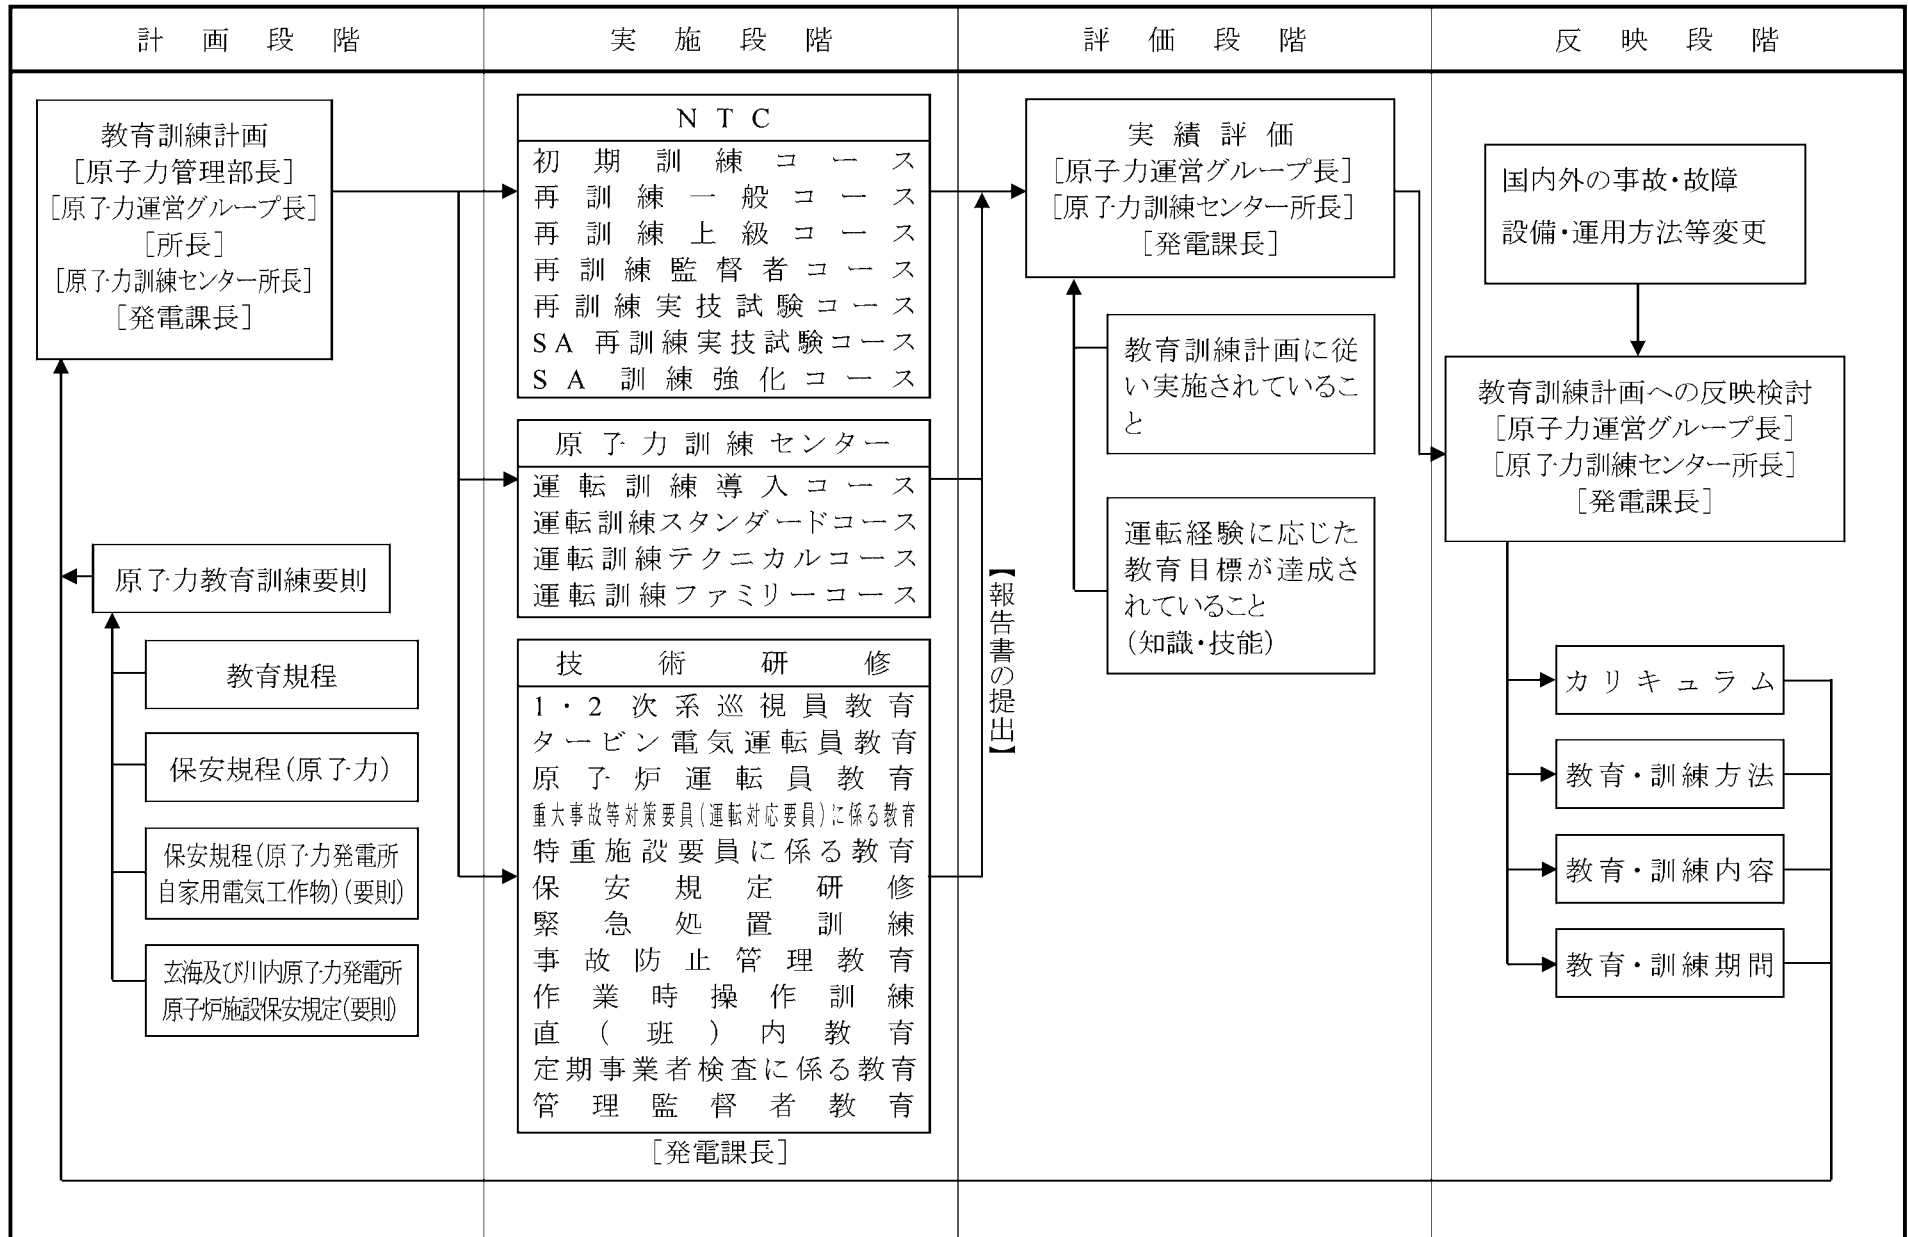 計画段階
実施段階
評価段階
反映段階
教育訓練計画
[原子力管理部長]
[原子力運営グループ長]
[所長]
[原子力訓練センター所長]
[発電課長]
原子力教育訓練要則
教育規程
保安規程(原子力)
保安規程(原子力発電所
自家用電気工作物)(要則)
玄海及び川内原子力発電所
原子炉施設保安規定(要則)
NTC
初期訓練コース
再訓練一般コース
再訓練上級コース
再訓練監督者コース
再訓練実技試験コース
SA再訓練実技試験コース
SA訓練強化コース
原子力訓練センター
運転訓練導入コース
運転訓練スタンダードコース
運転訓練テクニカルコース
運転訓練ファミリーコース
技術研修
1・2次系巡視員教育
タービン電気運転員教育
原子炉運転員教育
重大事故等対策要員(運転対応要員)に係る教育
特重施設要員に係る教育
保安規定研修
緊急処置訓練
事故防止管理教育
作業時操作訓練
直(班)内教育
定期事業者検査に係る教育
管理監督者教育
[発電課長]
【報告書の提出】
実績評価
[原子力運営グループ長]
[原子力訓練センター所長]
[発電課長]
教育訓練計画に従
い実施されているこ
と
運転経験に応じた
教育目標が達成さ
れていること
(知識・技能)
国内外の事故・故障
設備・運用方法等変更
教育訓練計画への反映検討
[原子力運営グループ長]
[原子力訓練センター所長]
[発電課長]
カリキュラム
教育・訓練方法
教育・訓練内容
教育・訓練期間